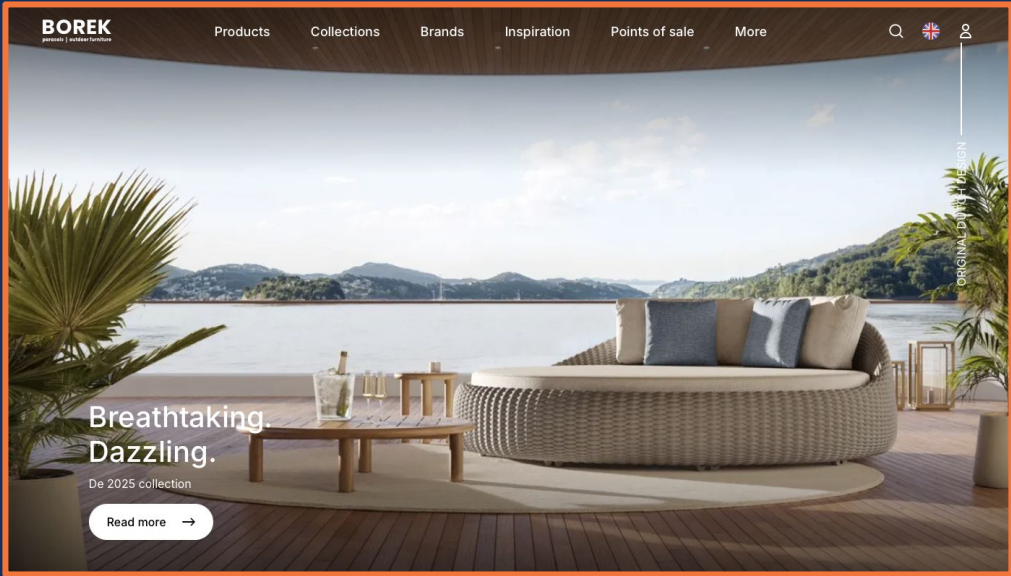 BOREK
parasols | outdoor furniture
Products
Collections
Brands
Inspiration
Points of sale
More
ORIGINAL DUTCH DESIGN
Breathtaking.
Dazzling.
De 2025 collection
Read more